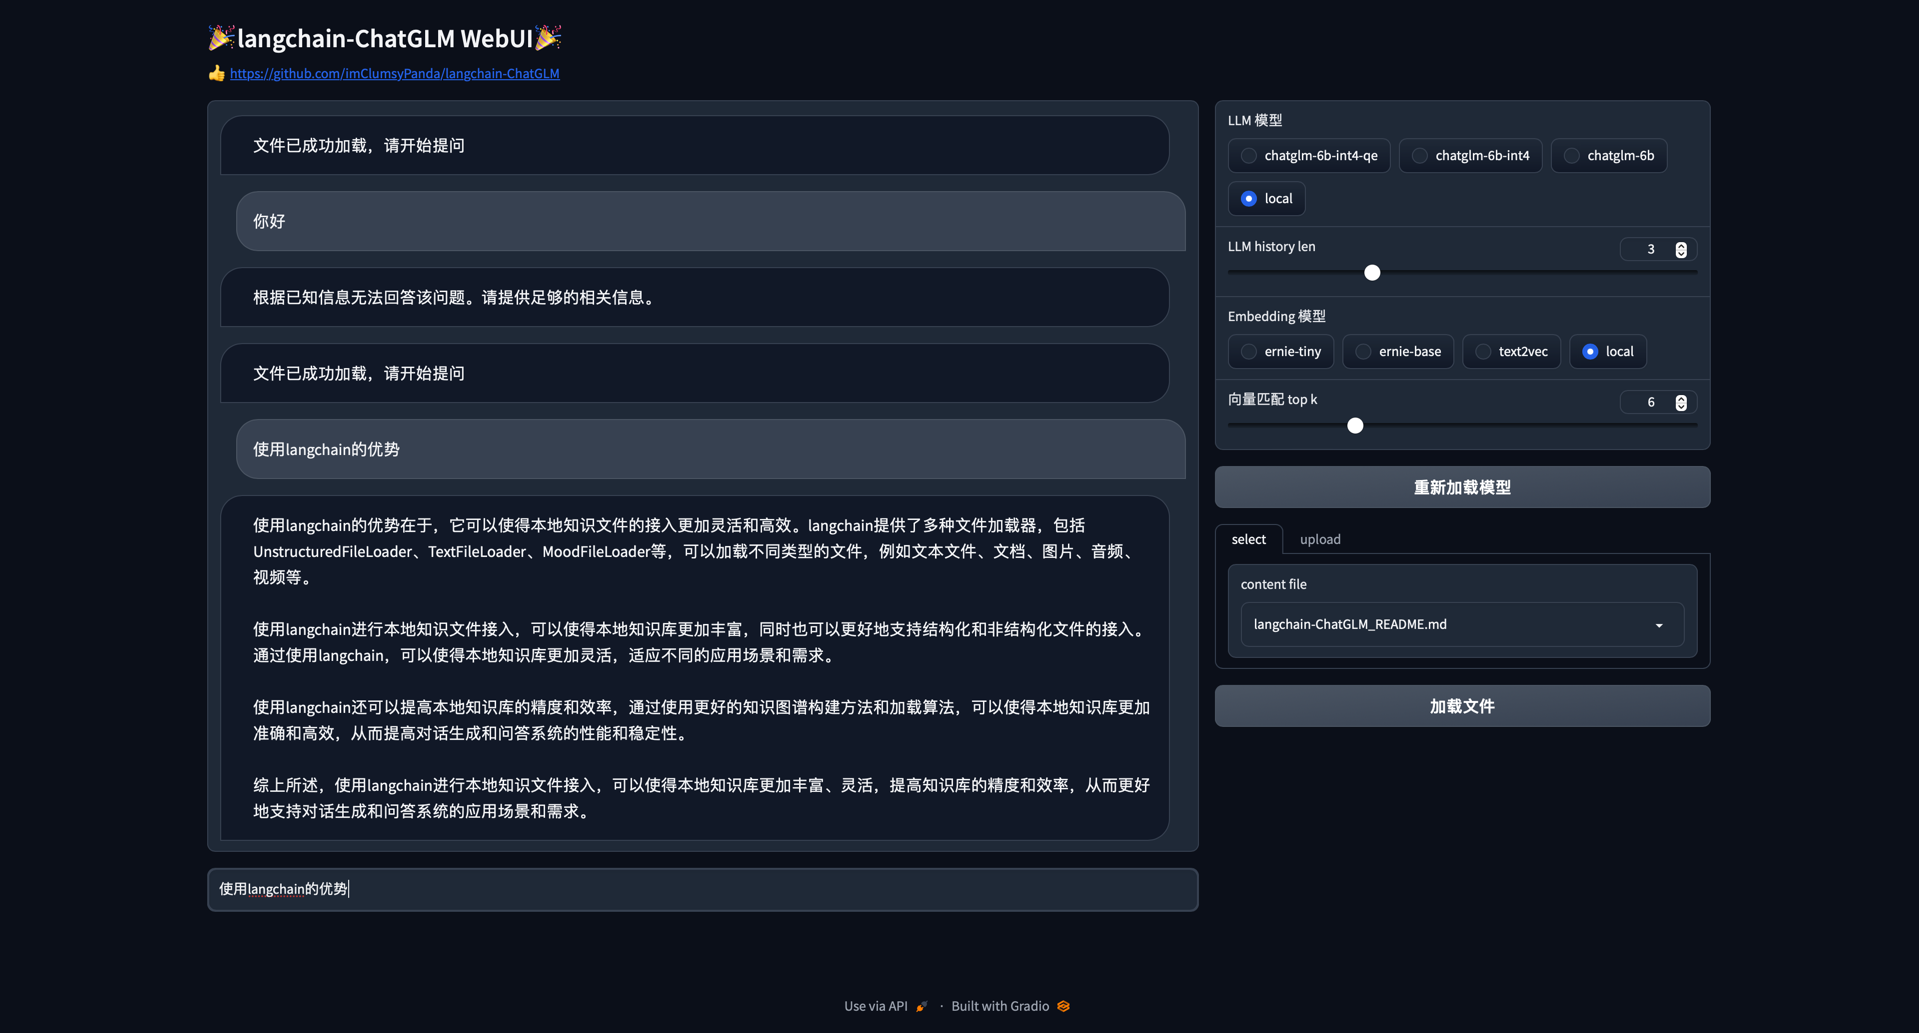 🎉langchain-ChatGLM WebUI🎉
👍 https://github.com/imClumsyPanda/langchain-ChatGLM
文件已成功加载，请开始提问
你好
根据已知信息无法回答该问题。请提供足够的相关信息。
文件已成功加载，请开始提问
使用langchain的优势
使用langchain的优势在于，它可以使得本地知识文件的接入更加灵活和高效。langchain提供了多种文件加载器，包括
UnstructuredFileLoader、TextFileLoader、MoodFileLoader等，可以加载不同类型的文件，例如文本文件、文档、图片、音频、
视频等。
使用langchain进行本地知识文件接入，可以使得本地知识库更加丰富，同时也可以更好地支持结构化和非结构化文件的接入。
通过使用langchain，可以使得本地知识库更加灵活，适应不同的应用场景和需求。
使用langchain还可以提高本地知识库的精度和效率，通过使用更好的知识图谱构建方法和加载算法，可以使得本地知识库更加
准确和高效，从而提高对话生成和问答系统的性能和稳定性。
综上所述，使用langchain进行本地知识文件接入，可以使得本地知识库更加丰富、灵活，提高知识库的精度和效率，从而更好
地支持对话生成和问答系统的应用场景和需求。
使用langchain的优势
LLM 模型
chatglm-6b-int4-qe
chatglm-6b-int4
chatglm-6b
local
LLM history len
3
Embedding 模型
ernie-tiny
ernie-base
text2vec
local
向量匹配 top k
6
重新加载模型
select
upload
content file
langchain-ChatGLM_README.md
加载文件
Use via API 🚀 · Built with Gradio